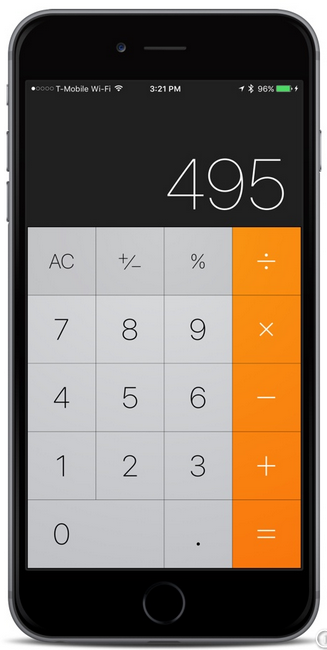 T-Mobile Wi-Fi 3:21 PM 96%
495
AC +/− % ÷
7 8 9 ×
4 5 6 −
1 2 3 +
0 . =